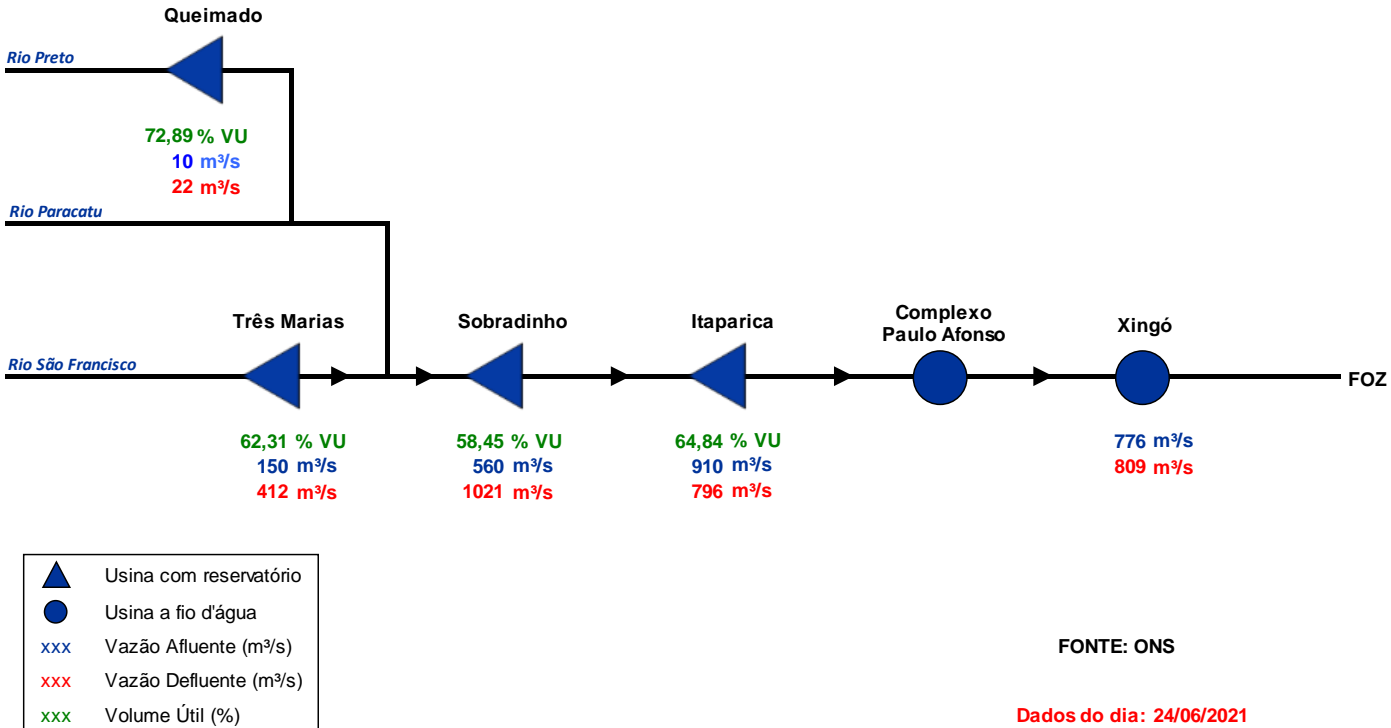 Queimado
Rio Preto
72,89 % VU
10 m³/s
22 m³/s
Rio Paracatu
Três Marias
Sobradinho
Itaparica
Complexo
Paulo Afonso
Xingó
Rio São Francisco
FOZ
62,31 % VU
150 m³/s
412 m³/s
58,45 % VU
560 m³/s
1021 m³/s
64,84 % VU
910 m³/s
796 m³/s
776 m³/s
809 m³/s
Usina com reservatório
Usina a fio d'água
xxx Vazão Afluente (m³/s)
xxx Vazão Defluente (m³/s)
xxx Volume Útil (%)
FONTE: ONS
Dados do dia: 24/06/2021